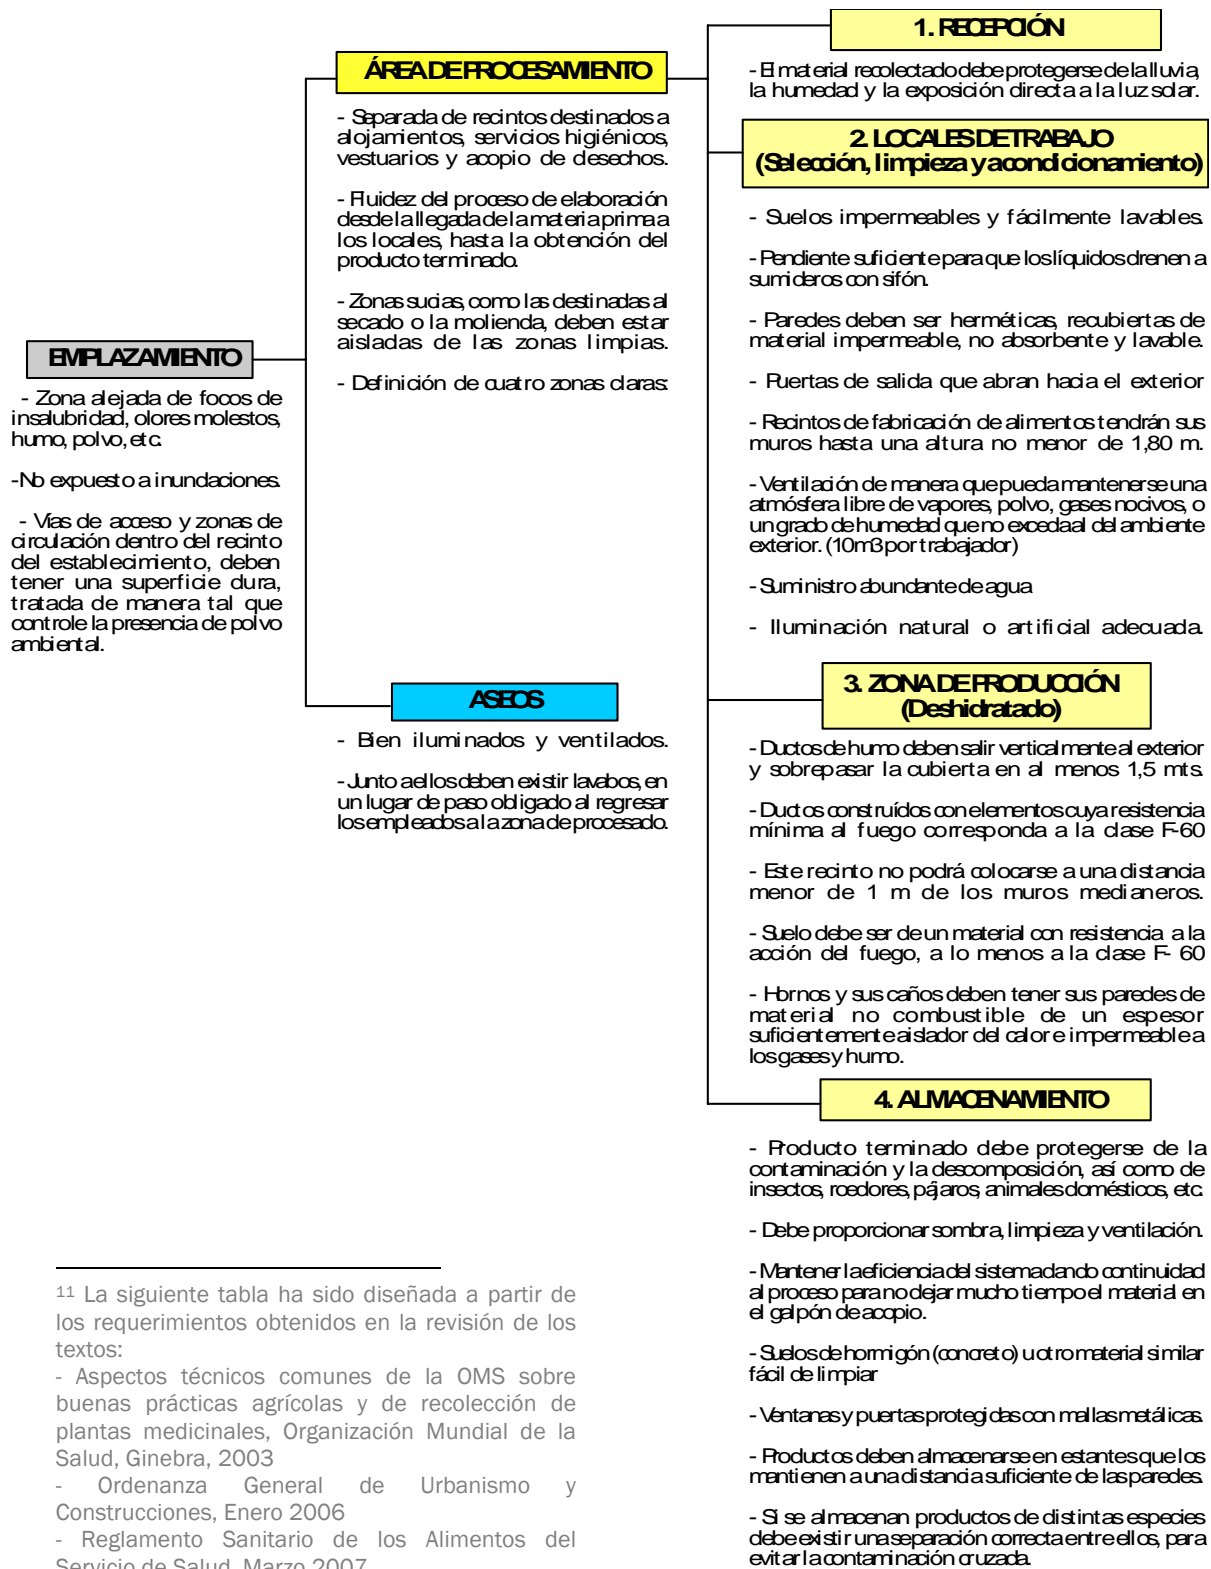 EMPLAZAMIENTO
- Zona alejada de focos de
insalubridad, olores molestos,
humo, polvo, etc.
-No expuesto a inundaciones.
- Vías de acceso y zonas de
circulación dentro del recinto
del establecimiento, deben
tener una superficie dura,
tratada de manera tal que
controle la presencia de polvo
ambiental.
ÁREA DE PROCESAMIENTO
- Separada de recintos destinados a
alojamientos, servicios higiénicos,
vestuarios y acopio de desechos.
- Fluidez del proceso de elaboración
desde la llegada de la materia prima a
los locales, hasta la obtención del
producto terminado.
- Zonas sucias, como las destinadas al
secado o la molienda, deben estar
aisladas de las zonas limpias.
- Definición de cuatro zonas claras:
ASEOS
- Bien iluminados y ventilados.
- Junto a ellos deben existir lavabos, en
un lugar de paso obligado al regresar
los empleados a la zona de procesado.
1. RECEPCIÓN
- El material recolectado debe protegerse de la lluvia,
la humedad y la exposición directa a la luz solar.
2. LOCALES DE TRABAJO
(Selección, limpieza y acondicionamiento)
- Suelos impermeables y fácilmente lavables.
- Pendiente suficiente para que los líquidos drenen a
sumideros con sifón.
- Paredes deben ser herméticas, recubiertas de
material impermeable, no absorbente y lavable.
- Puertas de salida que abran hacia el exterior
- Recintos de fabricación de alimentos tendrán sus
muros hasta una altura no menor de 1,80 m.
- Ventilación de manera que pueda mantenerse una
atmósfera libre de vapores, polvo, gases nocivos, o
un grado de humedad que no exceda al del ambiente
exterior. (10m3 por trabajador)
- Suministro abundante de agua
- Iluminación natural o artificial adecuada.
3. ZONA DE PRODUCCIÓN
(Deshidratado)
- Ductos de humo deben salir verticalmente al exterior
y sobrepasar la cubierta en al menos 1,5 mts.
- Ductos construídos con elementos cuya resistencia
mínima al fuego corresponda a la clase F-60
- Este recinto no podrá colocarse a una distancia
menor de 1 m de los muros medianeros.
- Suelo debe ser de un material con resistencia a la
acción del fuego, a lo menos a la clase F- 60
- Hornos y sus caños deben tener sus paredes de
material no combustible de un espesor
suficientemente aislador del calor e impermeable a
los gases y humo.
4. ALMACENAMIENTO
- Producto terminado debe protegerse de la
contaminación y la descomposición, así como de
insectos, roedores, pájaros, animales domésticos, etc.
- Debe proporcionar sombra, limpieza y ventilación.
- Mantener la eficiencia del sistema dando continuidad
al proceso para no dejar mucho tiempo el material en
el galpón de acopio.
- Suelos de hormigón (concreto) u otro material similar
fácil de limpiar
- Ventanas y puertas protegidas con mallas metálicas.
- Productos deben almacenarse en estantes que los
mantienen a una distancia suficiente de las paredes.
- Si se almacenan productos de distintas especies
debe existir una separación correcta entre ellos, para
evitar la contaminación cruzada.
11 La siguiente tabla ha sido diseñada a partir de
los requerimientos obtenidos en la revisión de los
textos:
- Aspectos técnicos comunes de la OMS sobre
buenas prácticas agrícolas y de recolección de
plantas medicinales, Organización Mundial de la
Salud, Ginebra, 2003
- Ordenanza General de Urbanismo y
Construcciones, Enero 2006
- Reglamento Sanitario de los Alimentos del
Servicio de Salud, Marzo 2007